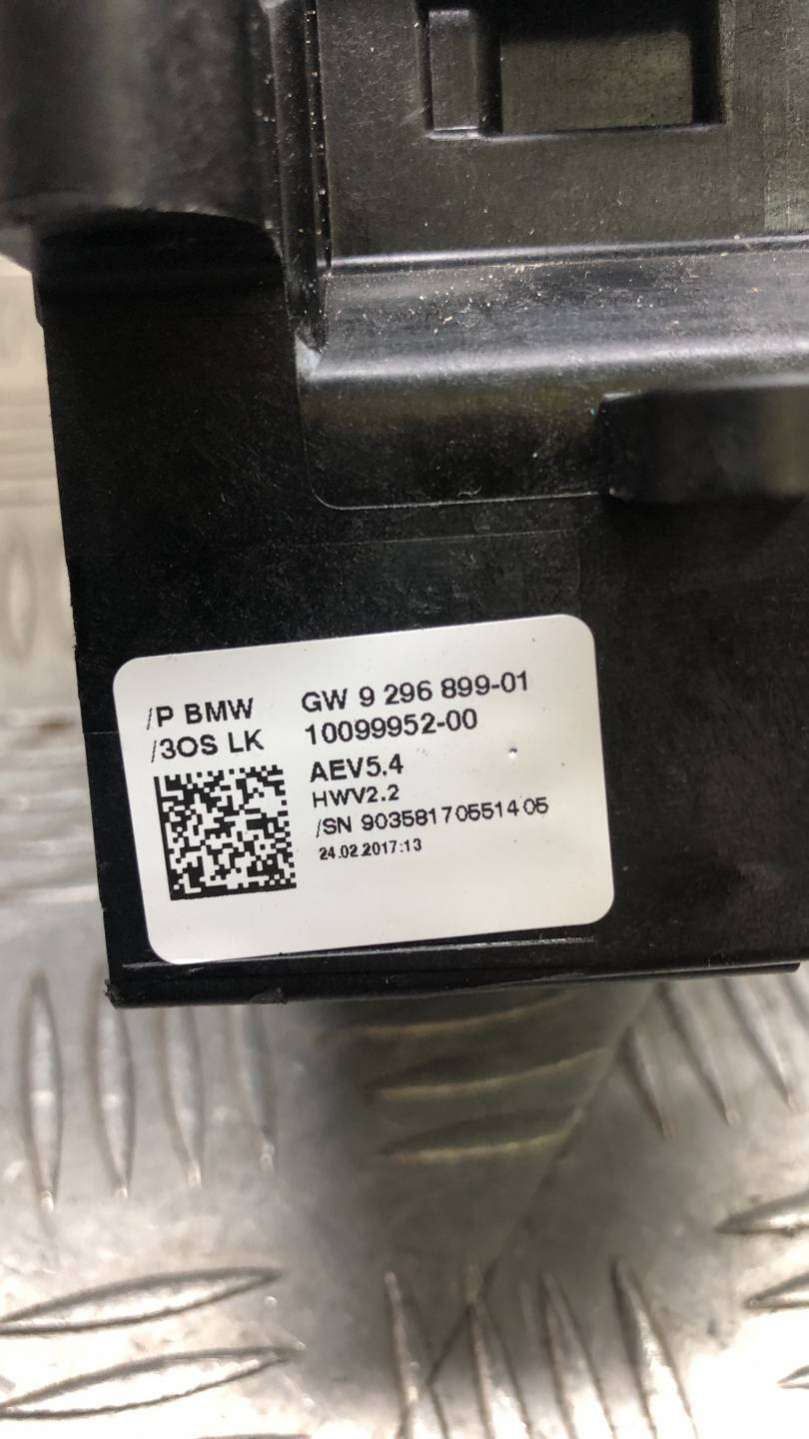 /P BMW GW 9 296 899-01
/3OS LK 10099952-00
AEV5.4
HWV2.2
/SN 90358170551405
24.02.2017:13